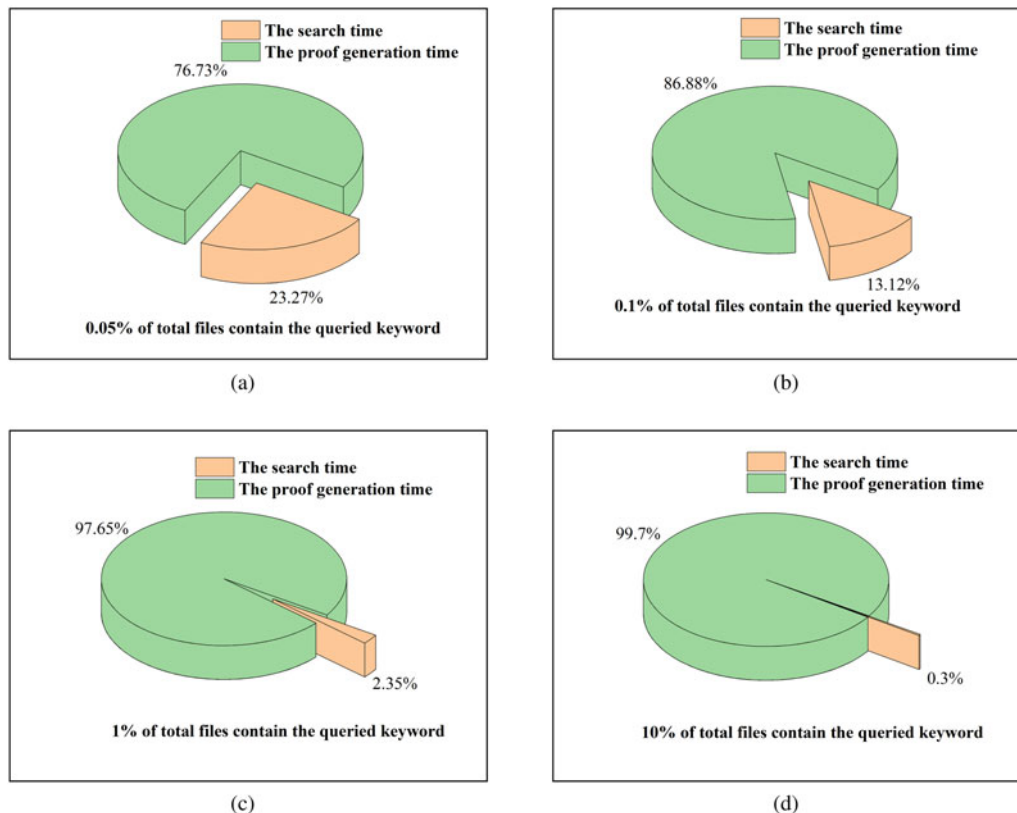 The search time
The proof generation time
76.73%
23.27%
0.05% of total files contain the queried keyword
(a)
The search time
The proof generation time
86.88%
13.12%
0.1% of total files contain the queried keyword
(b)
The search time
The proof generation time
97.65%
2.35%
1% of total files contain the queried keyword
(c)
The search time
The proof generation time
99.7%
0.3%
10% of total files contain the queried keyword
(d)